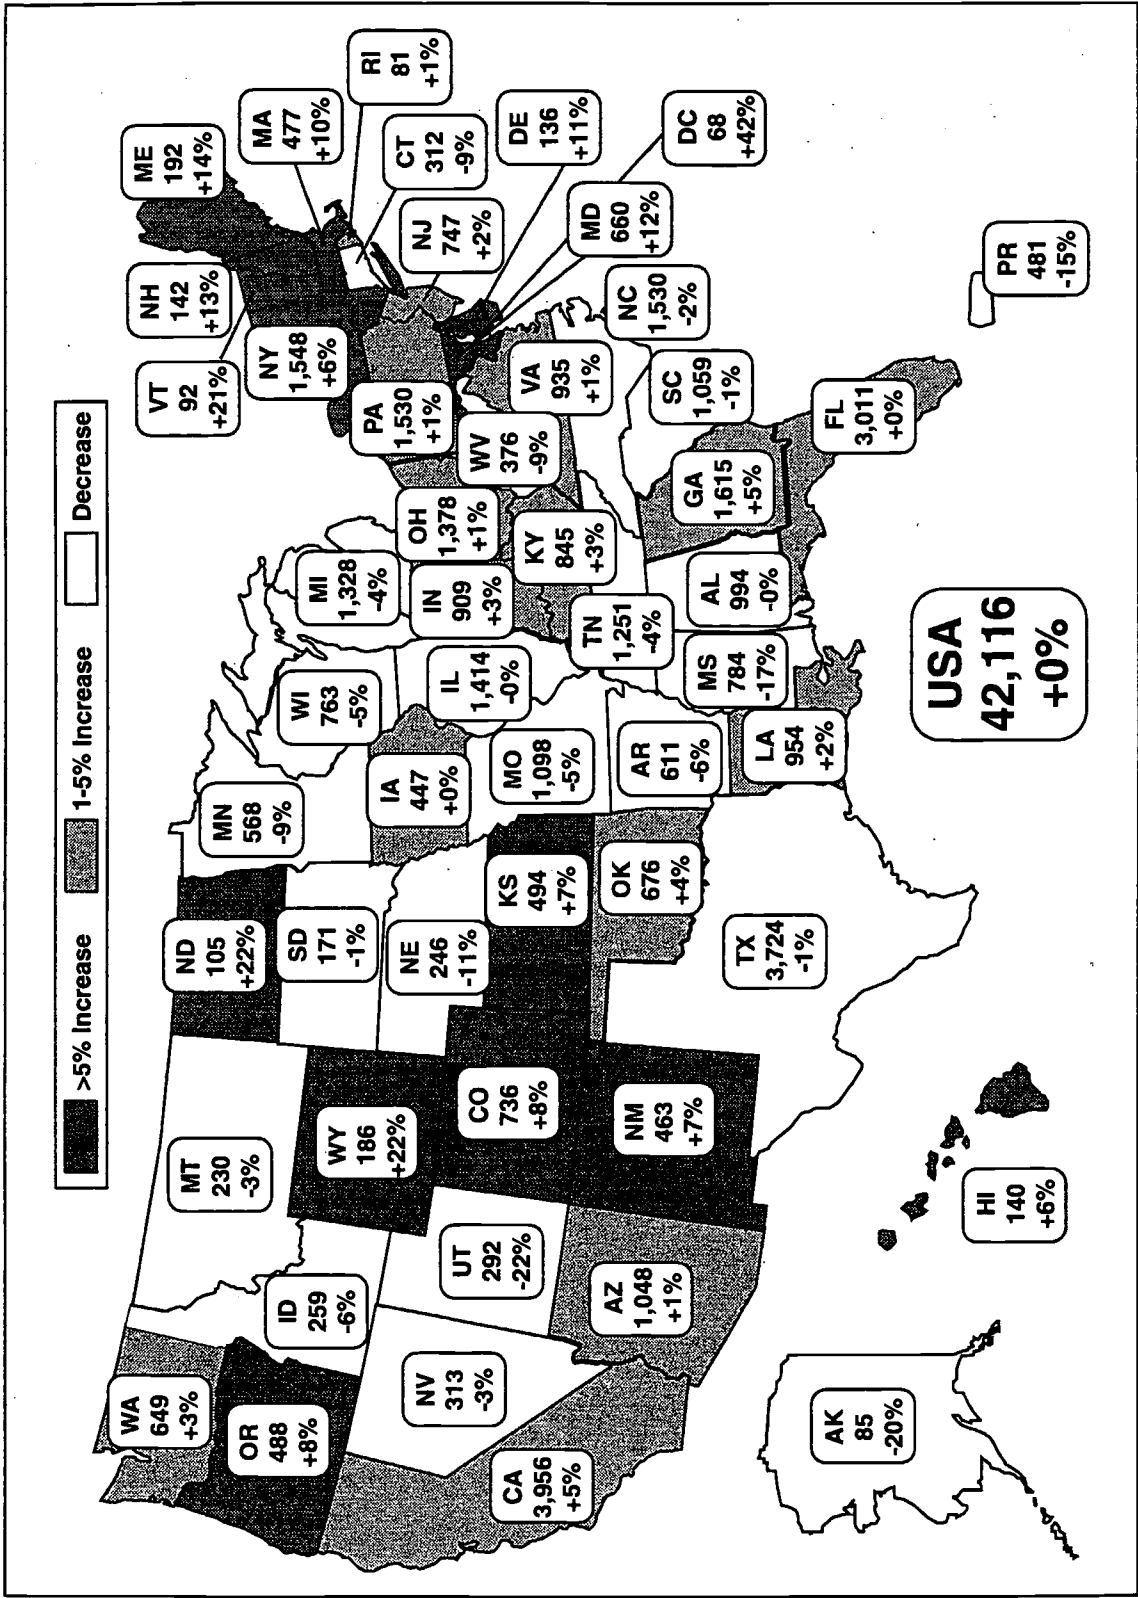 >5% Increase
1-5% Increase
Decrease
WA
649
+3%
OR
488
+8%
CA
3,956
+5%
NV
313
-3%
ID
259
-6%
MT
230
-3%
WY
186
+22%
UT
292
-22%
AZ
1,048
+1%
CO
736
+8%
NM
463
+7%
ND
105
+22%
SD
171
-1%
NE
246
-11%
KS
494
+7%
OK
676
+4%
TX
3,724
-1%
MN
568
-9%
IA
447
+0%
MO
1,098
-5%
AR
611
-6%
LA
954
+2%
WI
763
-5%
IL
1,414
-0%
MI
1,328
-4%
IN
909
+3%
OH
1,378
+1%
KY
845
+3%
TN
1,251
-4%
MS
784
-17%
AL
994
-0%
GA
1,615
+5%
FL
3,011
+0%
SC
1,059
-1%
NC
1,530
-2%
VA
935
+1%
WV
376
-9%
PA
1,530
+1%
NY
1,548
+6%
VT
92
+21%
NH
142
+13%
ME
192
+14%
MA
477
+10%
RI
81
+1%
CT
312
-9%
NJ
747
+2%
DE
136
+11%
MD
660
+12%
DC
68
+42%
PR
481
-15%
AK
85
-20%
HI
140
+6%
USA
42,116
+0%